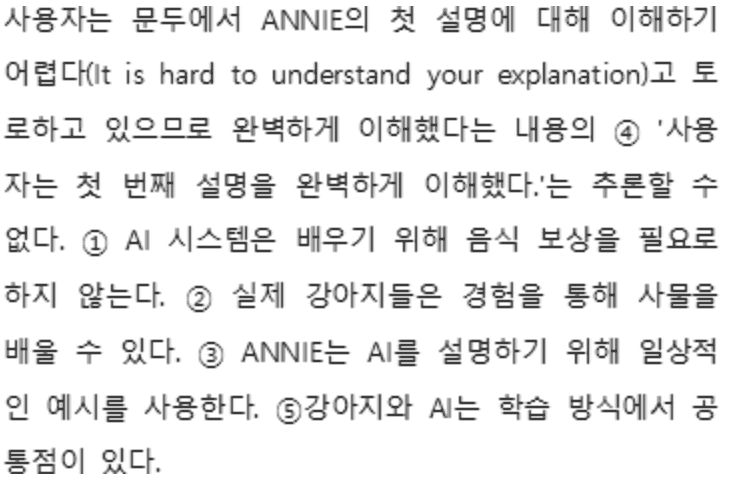 사용자는 문두에서 ANNIE의 첫 설명에 대해 이해하기
어렵다(It is hard to understand your explanation)고 토
로하고 있으므로 완벽하게 이해했다는 내용의 ④ '사용
자는 첫 번째 설명을 완벽하게 이해했다.'는 추론할 수
없다. ① AI 시스템은 배우기 위해 음식 보상을 필요로
하지 않는다. ② 실제 강아지들은 경험을 통해 사물을
배울 수 있다. ③ ANNIE는 AI를 설명하기 위해 일상적
인 예시를 사용한다. ⑤강아지와 AI는 학습 방식에서 공
통점이 있다.